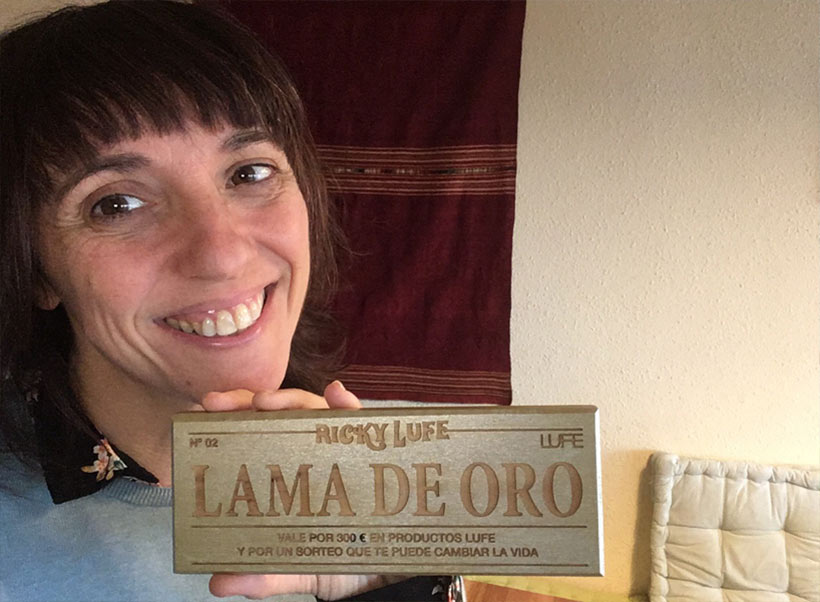 Nº 02 RICKY LUFE LUFE
LAMA DE ORO
VALE POR 300 € EN PRODUCTOS LUFE
Y POR UN SORTEO QUE TE PUEDE CAMBIAR LA VIDA